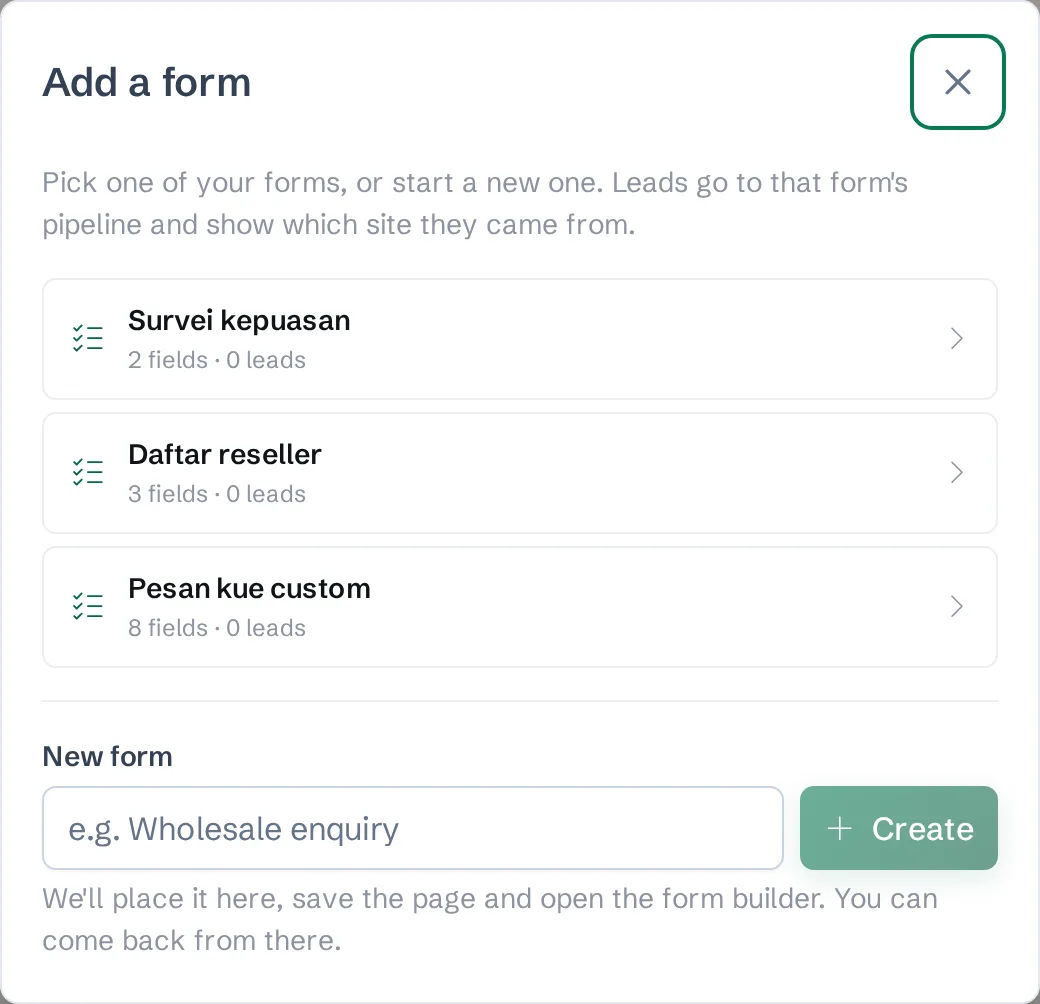 Add a form
Pick one of your forms, or start a new one. Leads go to that form's
pipeline and show which site they came from.
Survei kepuasan
2 fields · 0 leads
Daftar reseller
3 fields · 0 leads
Pesan kue custom
8 fields · 0 leads
New form
e.g. Wholesale enquiry
Create
We'll place it here, save the page and open the form builder. You can
come back from there.